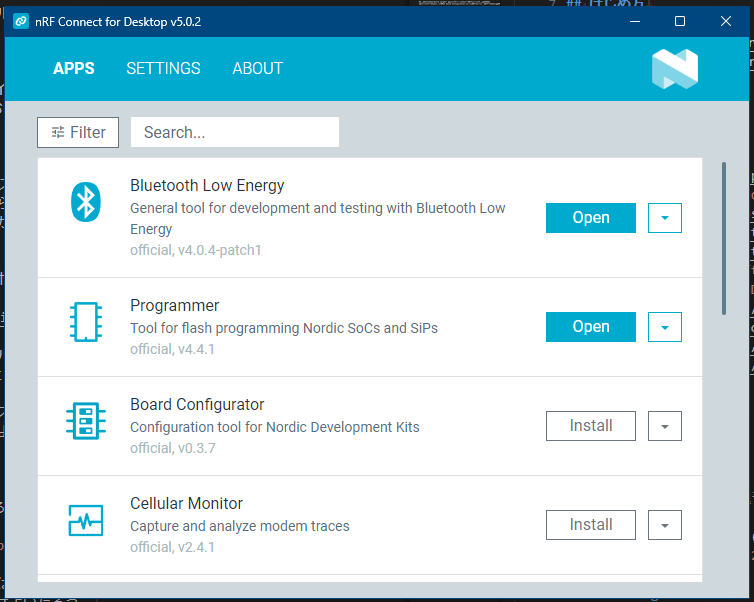 nRF Connect for Desktop v5.0.2
APPS SETTINGS ABOUT
Filter Search...
Bluetooth Low Energy
General tool for development and testing with Bluetooth Low
Energy
official, v4.0.4-patch1
Open
Programmer
Tool for flash programming Nordic SoCs and SiPs
official, v4.4.1
Open
Board Configurator
Configuration tool for Nordic Development Kits
official, v0.3.7
Install
Cellular Monitor
Capture and analyze modem traces
official, v2.4.1
Install